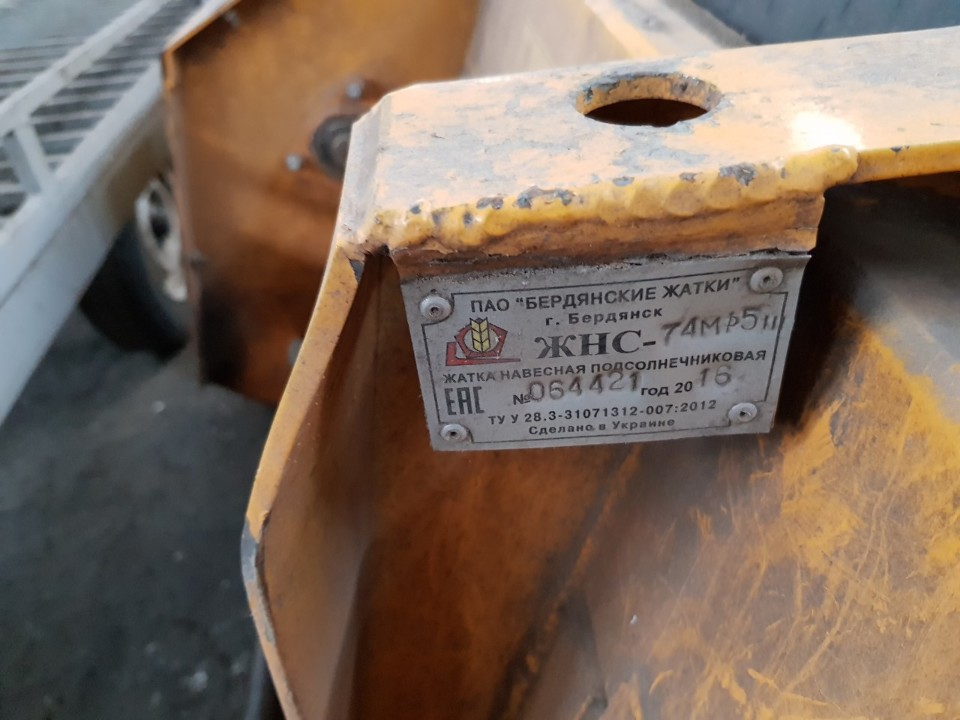 ПАО "БЕРДЯНСКИЕ ЖАТКИ"
г. Бердянск
ЖНС-
ЖАТКА НАВЕСНАЯ ПОДСОЛНЕЧНИКОВАЯ
ЕАС №064421 год 2016
ТУ У 28.3-31071312-007:2012
Сделано в Украине